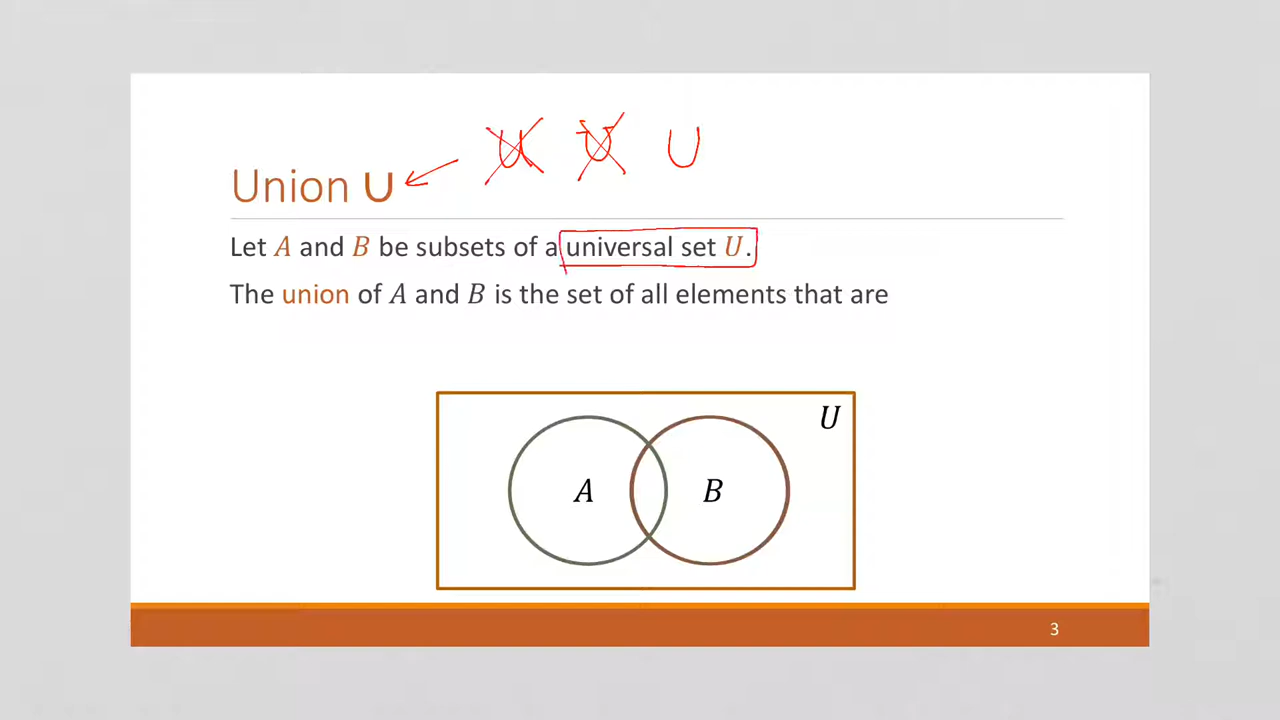 U U ∪
Union ∪
Let A and B be subsets of a universal set U.
The union of A and B is the set of all elements that are
U
A B
3